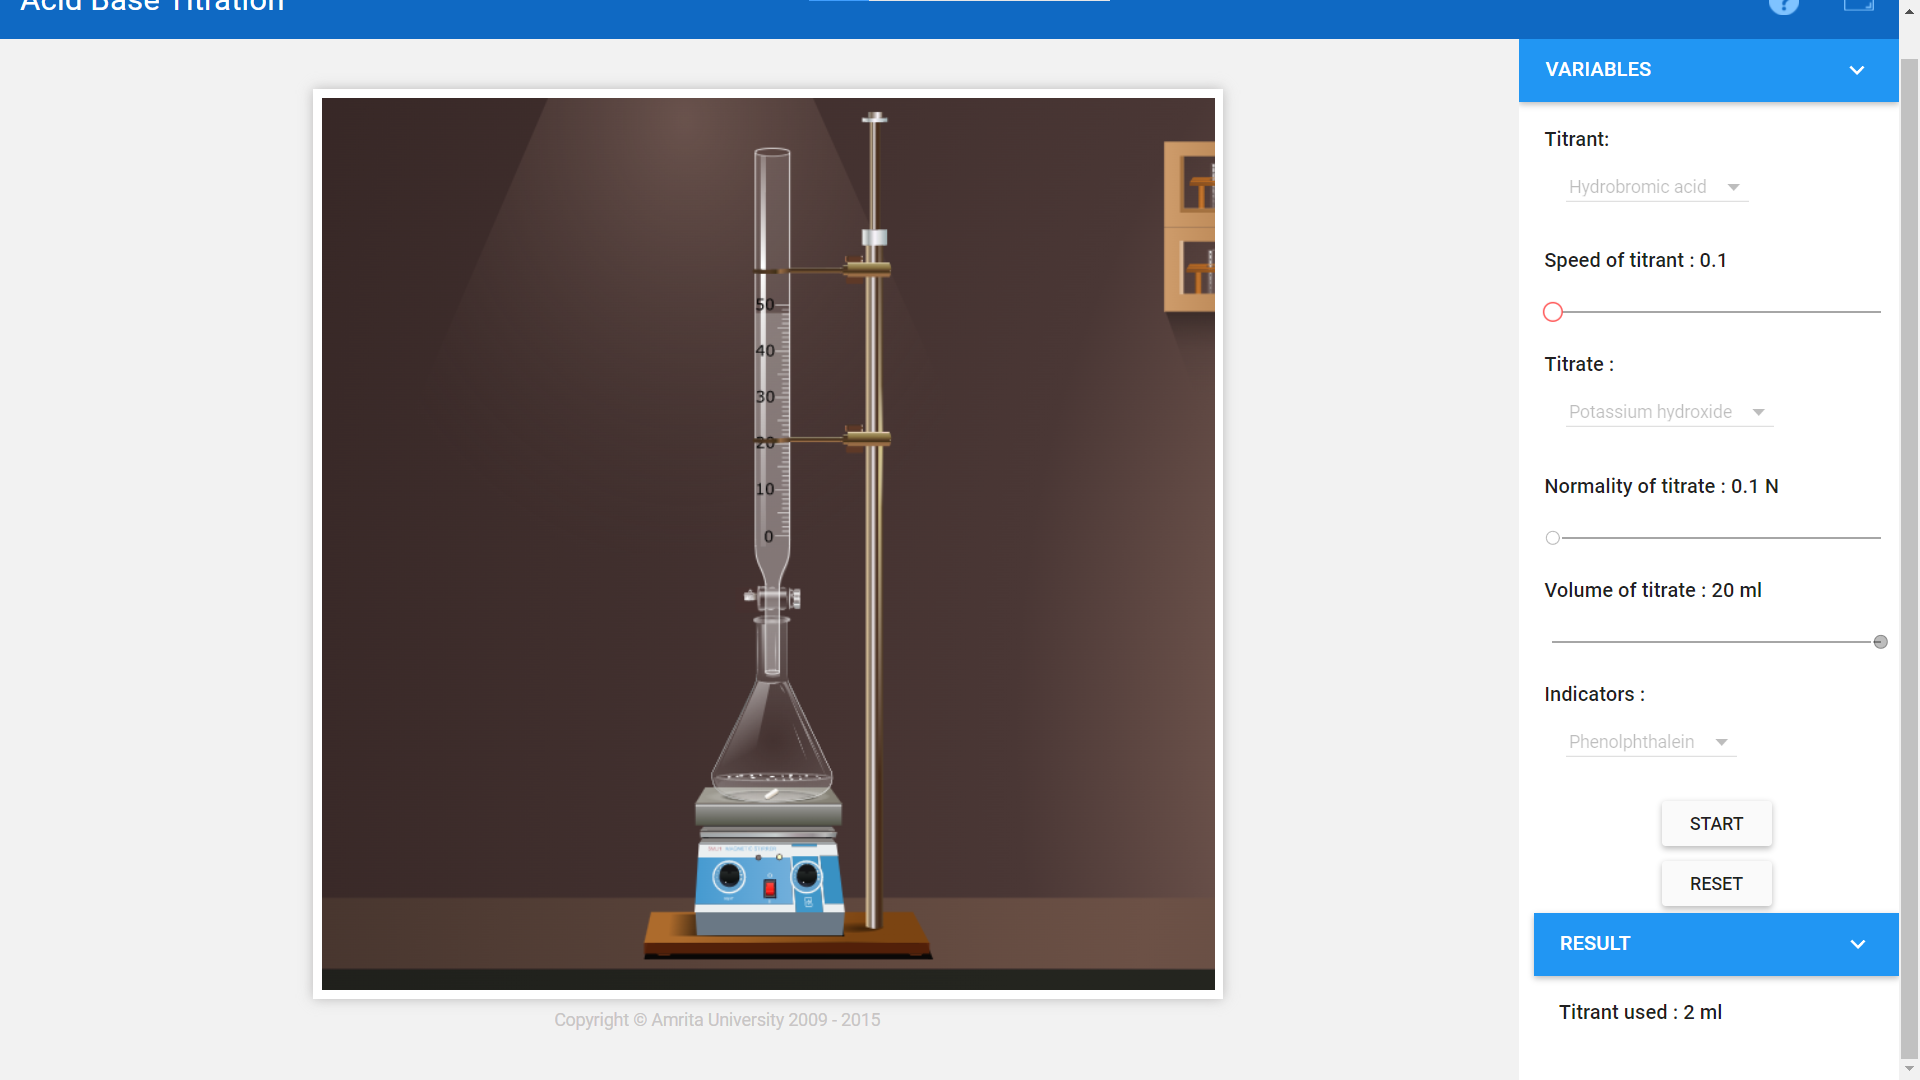 Acid Base Titration
VARIABLES
Titrant:
Hydrobromic acid
Speed of titrant : 0.1
Titrate :
Potassium hydroxide
Normality of titrate : 0.1 N
Volume of titrate : 20 ml
Indicators :
Phenolphthalein
START
RESET
RESULT
Titrant used : 2 ml
50
40
30
20
10
0
Copyright © Amrita University 2009 - 2015